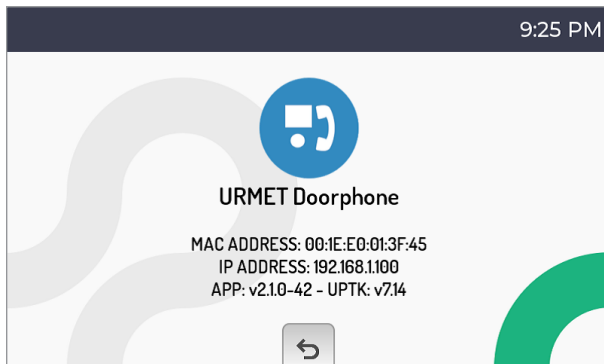 9:25 PM
URMET Doorphone
MAC ADDRESS: 00:1E:E0:01:3F:45
IP ADDRESS: 192.168.1.100
APP: v2.1.0-42 - UPTK: v7.14